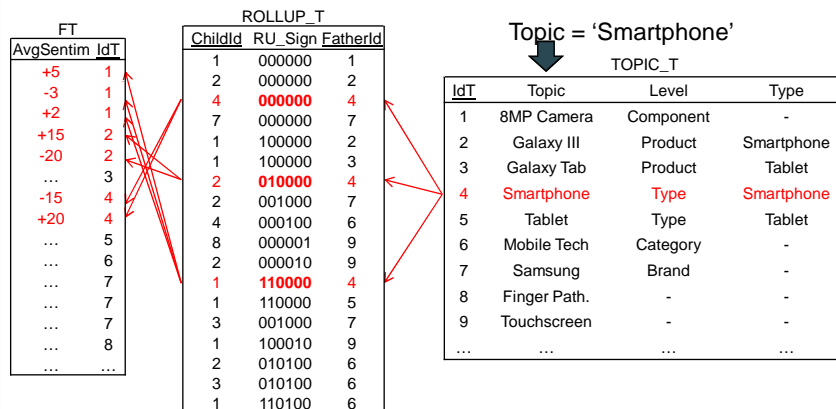 FT
AvgSentim IdT
+5 1
-3 1
+2 1
+15 2
-20 2
... 3
-15 4
+20 4
... 5
... 6
... 7
... 7
... 8
... ...
ROLLUP_T
ChildId RU_Sign FatherId
1 000000 1
2 000000 2
4 000000 4
7 000000 7
1 100000 2
1 100000 3
2 010000 4
2 001000 7
4 000100 6
8 000001 9
2 000010 9
1 110000 4
1 110000 5
3 001000 7
1 100010 9
2 010100 6
3 010100 6
1 110100 6
Topic = ‘Smartphone’
TOPIC_T
IdT Topic Level Type
1 8MP Camera Component -
2 Galaxy III Product Smartphone
3 Galaxy Tab Product Tablet
4 Smartphone Type Smartphone
5 Tablet Type Tablet
6 Mobile Tech Category -
7 Samsung Brand -
8 Finger Path. - -
9 Touchscreen - -
... ... ... ...